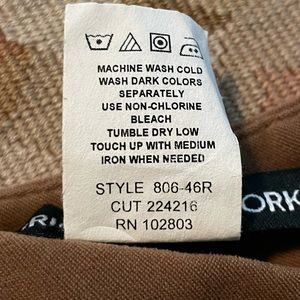 MACHINE WASH COLD
WASH DARK COLORS
SEPARATELY
USE NON-CHLORINE
BLEACH
TUMBLE DRY LOW
TOUCH UP WITH MEDIUM
IRON WHEN NEEDED
STYLE 806-46R
CUT 224216
RN 102803
ORK